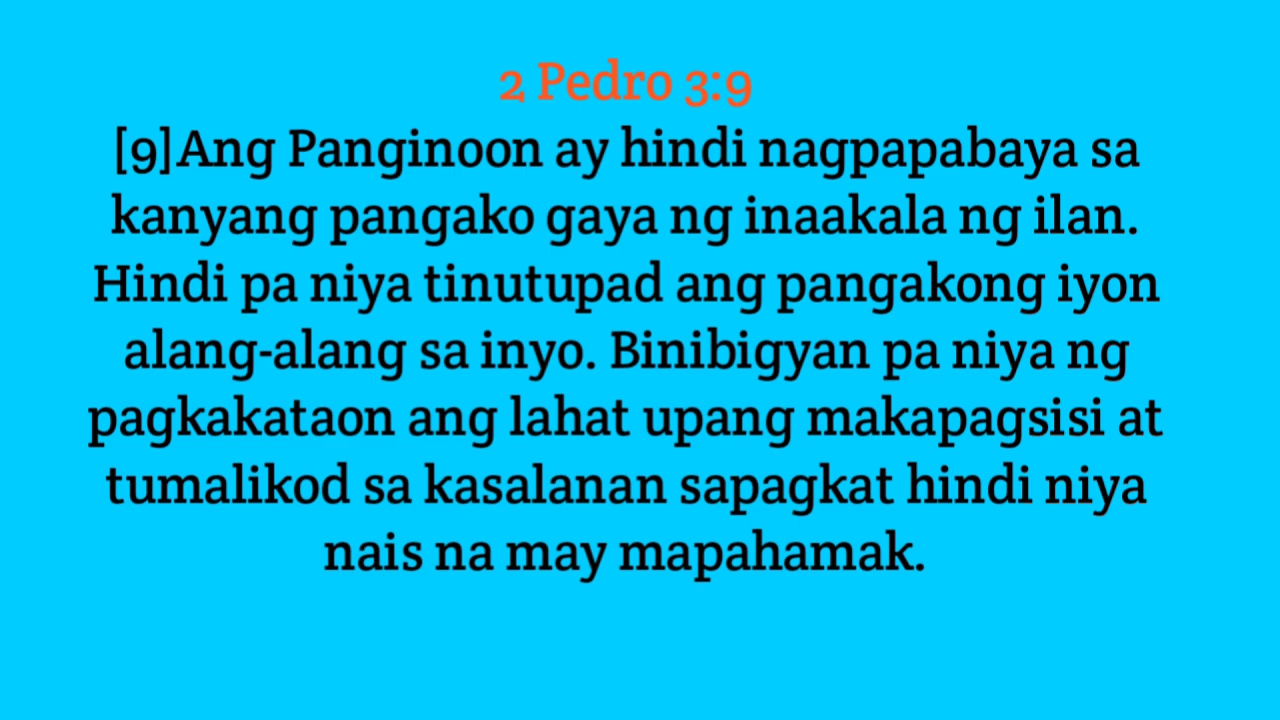 2 Pedro 3:9
[9]Ang Panginoon ay hindi nagpapabaya sa
kanyang pangako gaya ng inaakala ng ilan.
Hindi pa niya tinutupad ang pangakong iyon
alang-alang sa inyo. Binibigyan pa niya ng
pagkakataon ang lahat upang makapagsisi at
tumalikod sa kasalanan sapagkat hindi niya
nais na may mapahamak.